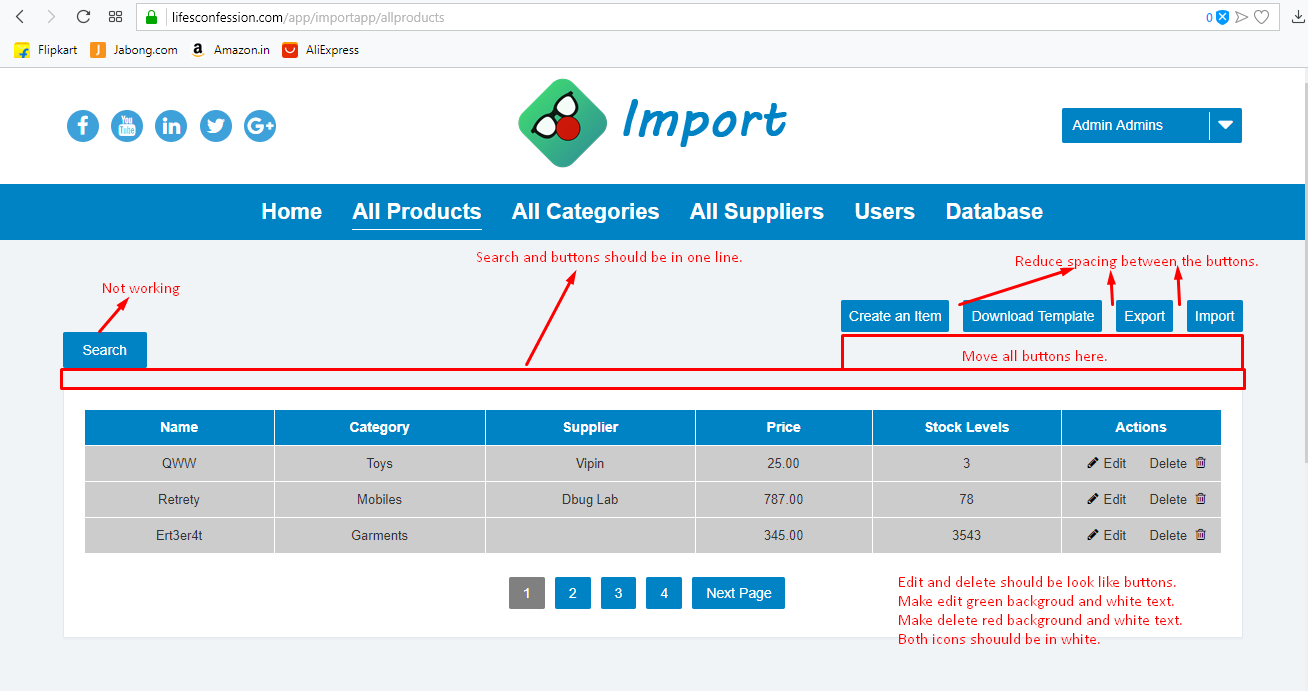 lifesconfession.com/app/importapp/allproducts 0
Flipkart J Jabong.com a Amazon.in AliExpress
f You Tube in G+ Import Admin Admins
Home All Products All Categories All Suppliers Users Database
Search and buttons should be in one line.
Reduce spacing between the buttons.
Not working
Create an Item Download Template Export Import
Search
Move all buttons here.
Name Category Supplier Price Stock Levels Actions
QWW Toys Vipin 25.00 3 Edit Delete
Retrety Mobiles Dbug Lab 787.00 78 Edit Delete
Ert3er4t Garments 345.00 3543 Edit Delete
1 2 3 4 Next Page
Edit and delete should be look like buttons.
Make edit green backgroud and white text.
Make delete red background and white text.
Both icons shouuld be in white.